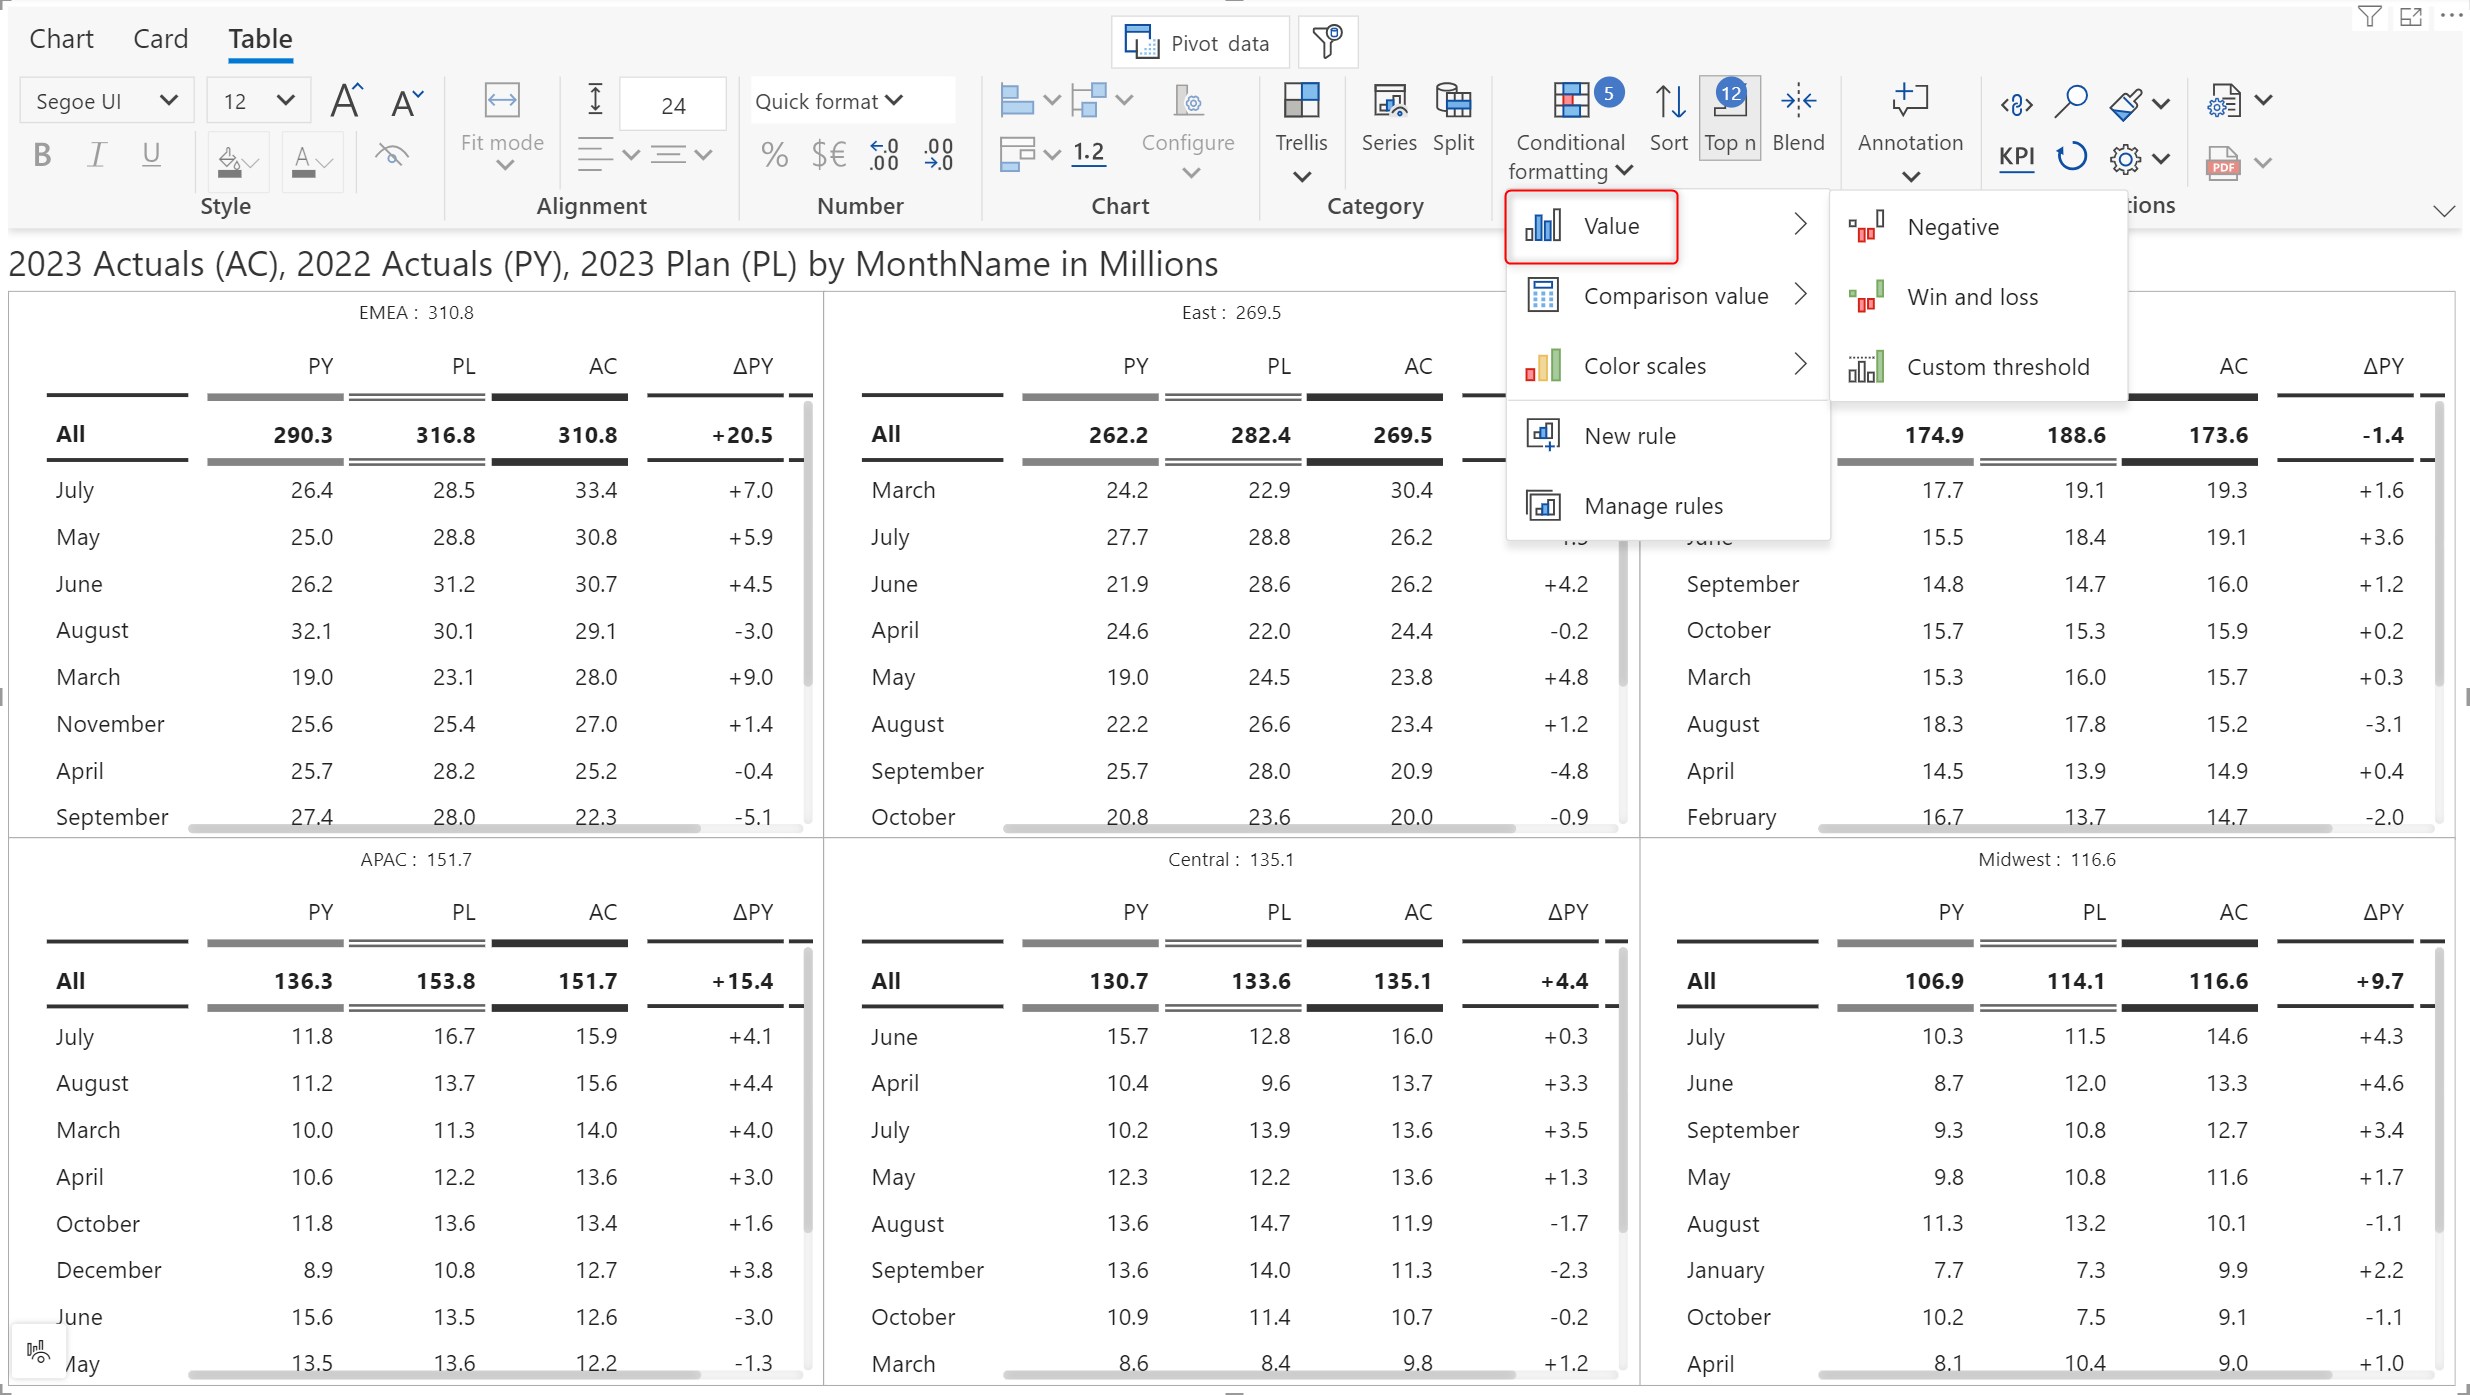 Chart Card Table
Pivot data
Segoe UI 12
24
Quick format
5
12
Fit mode
Configure
Trellis
Series Split
Conditional
formatting
Sort Top n Blend
Annotation
B I U
A
% $€
1.2
KPI
PDF
Style Alignment Number Chart Category tions
Value
Comparison value
Color scales
New rule
Manage rules
Negative
Win and loss
Custom threshold
2023 Actuals (AC), 2022 Actuals (PY), 2023 Plan (PL) by MonthName in Millions
EMEA : 310.8
PY PL AC ΔPY
All 290.3 316.8 310.8 +20.5
July 26.4 28.5 33.4 +7.0
May 25.0 28.8 30.8 +5.9
June 26.2 31.2 30.7 +4.5
August 32.1 30.1 29.1 -3.0
March 19.0 23.1 28.0 +9.0
November 25.6 25.4 27.0 +1.4
April 25.7 28.2 25.2 -0.4
September 27.4 28.0 22.3 -5.1
East : 269.5
PY PL AC
All 262.2 282.4 269.5
March 24.2 22.9 30.4
July 27.7 28.8 26.2
June 21.9 28.6 26.2 +4.2
April 24.6 22.0 24.4 -0.2
May 19.0 24.5 23.8 +4.8
August 22.2 26.6 23.4 +1.2
September 25.7 28.0 20.9 -4.8
October 20.8 23.6 20.0 -0.9
AC ΔPY
174.9 188.6 173.6 -1.4
17.7 19.1 19.3 +1.6
June 15.5 18.4 19.1 +3.6
September 14.8 14.7 16.0 +1.2
October 15.7 15.3 15.9 +0.2
March 15.3 16.0 15.7 +0.3
August 18.3 17.8 15.2 -3.1
April 14.5 13.9 14.9 +0.4
February 16.7 13.7 14.7 -2.0
APAC : 151.7
PY PL AC ΔPY
All 136.3 153.8 151.7 +15.4
July 11.8 16.7 15.9 +4.1
August 11.2 13.7 15.6 +4.4
March 10.0 11.3 14.0 +4.0
April 10.6 12.2 13.6 +3.0
October 11.8 13.6 13.4 +1.6
December 8.9 10.8 12.7 +3.8
June 15.6 13.5 12.6 -3.0
May 13.5 13.6 12.2 -1.3
Central : 135.1
PY PL AC ΔPY
All 130.7 133.6 135.1 +4.4
June 15.7 12.8 16.0 +0.3
April 10.4 9.6 13.7 +3.3
July 10.2 13.9 13.6 +3.5
May 12.3 12.2 13.6 +1.3
August 13.6 14.7 11.9 -1.7
September 13.6 14.0 11.3 -2.3
October 10.9 11.4 10.7 -0.2
March 8.6 8.4 9.8 +1.2
Midwest : 116.6
PY PL AC ΔPY
All 106.9 114.1 116.6 +9.7
July 10.3 11.5 14.6 +4.3
June 8.7 12.0 13.3 +4.6
September 9.3 10.8 12.7 +3.4
May 9.8 10.8 11.6 +1.7
August 11.3 13.2 10.1 -1.1
January 7.7 7.3 9.9 +2.2
October 10.2 7.5 9.1 -1.1
April 8.1 10.4 9.0 +1.0